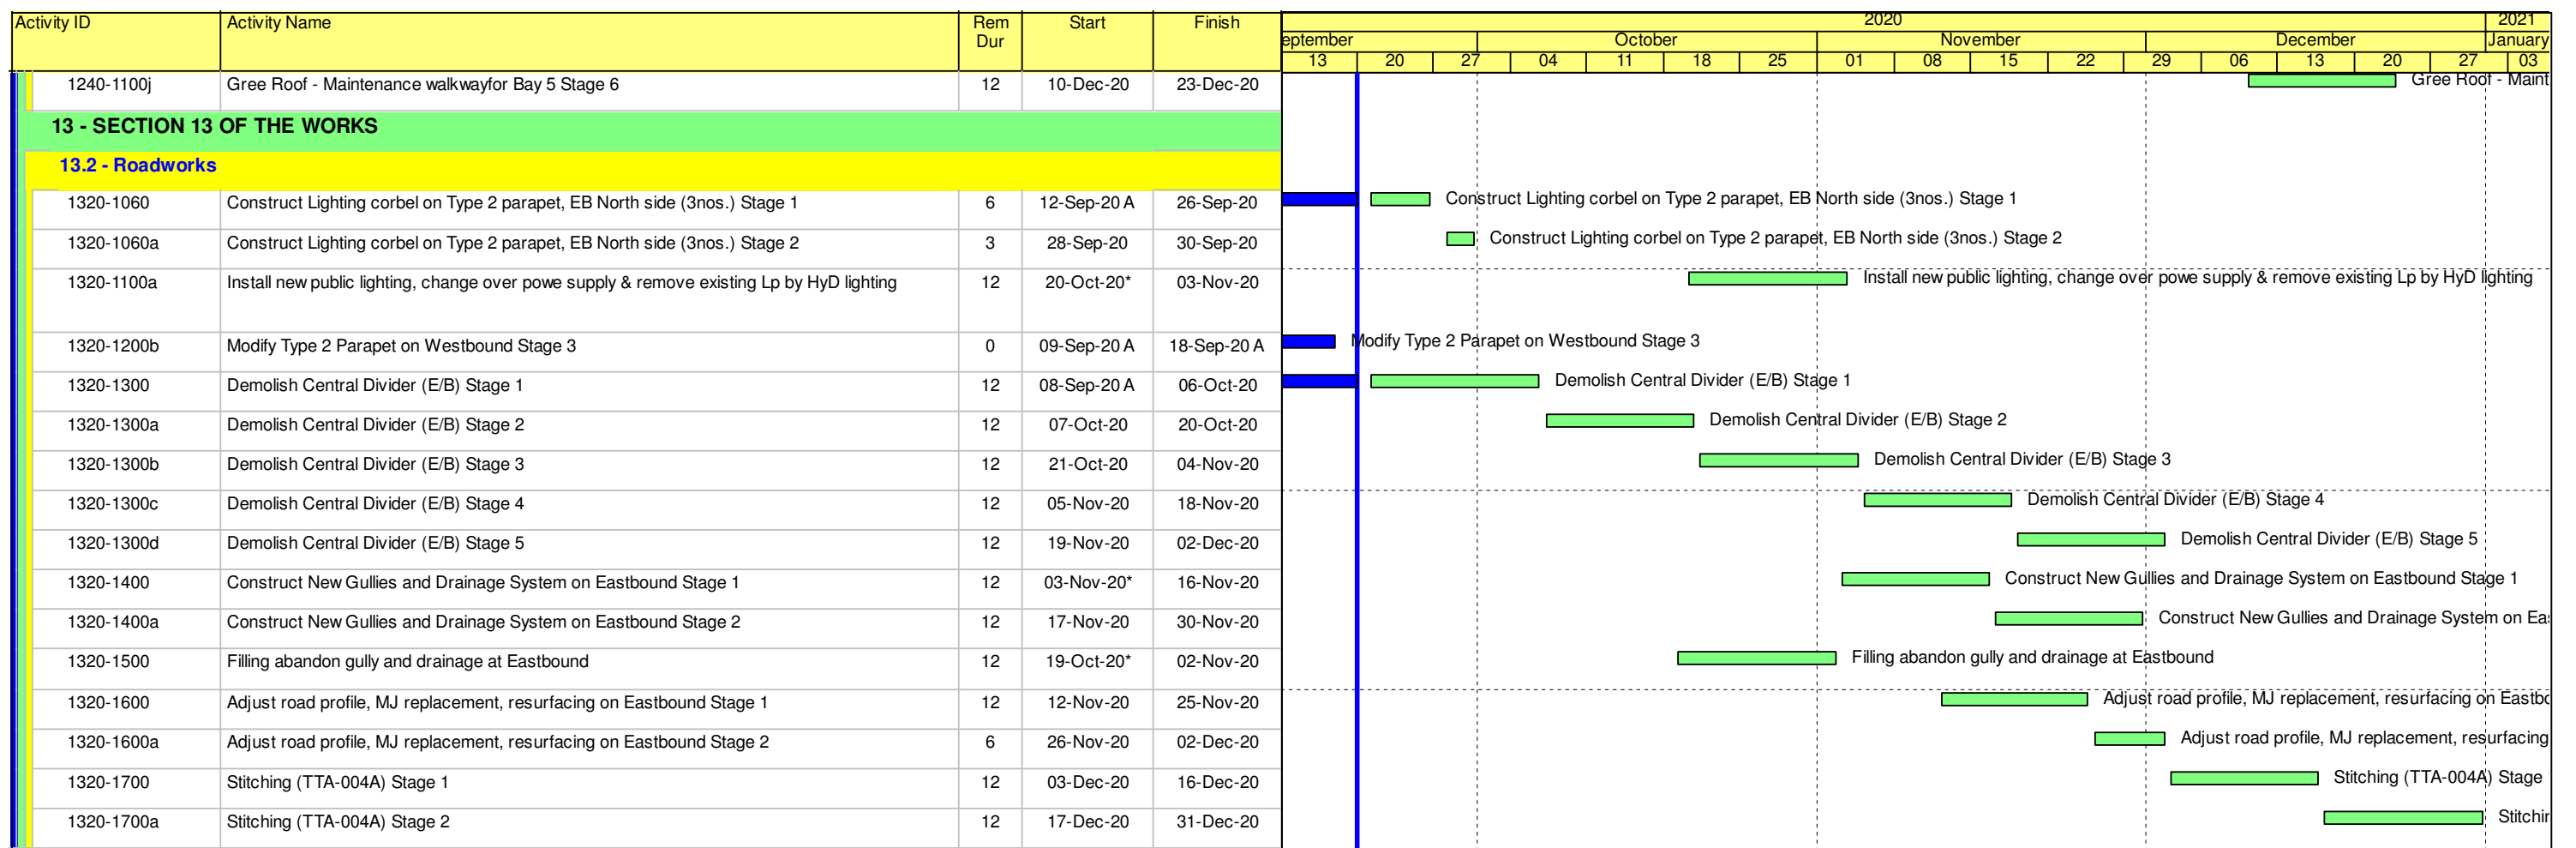 Activity ID Activity Name Rem Dur Start Finish 2020 2021
eptember October November December January
13 20 27 04 11 18 25 01 08 15 22 29 06 13 20 27 03
1240-1100j Gree Roof - Maintenance walkwayfor Bay 5 Stage 6 12 10-Dec-20 23-Dec-20 Gree Roof - Maint
13 - SECTION 13 OF THE WORKS
13.2 - Roadworks
1320-1060 Construct Lighting corbel on Type 2 parapet, EB North side (3nos.) Stage 1 6 12-Sep-20 A 26-Sep-20 Construct Lighting corbel on Type 2 parapet, EB North side (3nos.) Stage 1
1320-1060a Construct Lighting corbel on Type 2 parapet, EB North side (3nos.) Stage 2 3 28-Sep-20 30-Sep-20 Construct Lighting corbel on Type 2 parapet, EB North side (3nos.) Stage 2
1320-1100a Install new public lighting, change over powe supply & remove existing Lp by HyD lighting 12 20-Oct-20* 03-Nov-20 Install new public lighting, change over powe supply & remove existing Lp by HyD lighting
1320-1200b Modify Type 2 Parapet on Westbound Stage 3 0 09-Sep-20 A 18-Sep-20 A Modify Type 2 Parapet on Westbound Stage 3
1320-1300 Demolish Central Divider (E/B) Stage 1 12 08-Sep-20 A 06-Oct-20 Demolish Central Divider (E/B) Stage 1
1320-1300a Demolish Central Divider (E/B) Stage 2 12 07-Oct-20 20-Oct-20 Demolish Central Divider (E/B) Stage 2
1320-1300b Demolish Central Divider (E/B) Stage 3 12 21-Oct-20 04-Nov-20 Demolish Central Divider (E/B) Stage 3
1320-1300c Demolish Central Divider (E/B) Stage 4 12 05-Nov-20 18-Nov-20 Demolish Central Divider (E/B) Stage 4
1320-1300d Demolish Central Divider (E/B) Stage 5 12 19-Nov-20 02-Dec-20 Demolish Central Divider (E/B) Stage 5
1320-1400 Construct New Gullies and Drainage System on Eastbound Stage 1 12 03-Nov-20* 16-Nov-20 Construct New Gullies and Drainage System on Eastbound Stage 1
1320-1400a Construct New Gullies and Drainage System on Eastbound Stage 2 12 17-Nov-20 30-Nov-20 Construct New Gullies and Drainage System on Eas
1320-1500 Filling abandon gully and drainage at Eastbound 12 19-Oct-20* 02-Nov-20 Filling abandon gully and drainage at Eastbound
1320-1600 Adjust road profile, MJ replacement, resurfacing on Eastbound Stage 1 12 12-Nov-20 25-Nov-20 Adjust road profile, MJ replacement, resurfacing on Eastbo
1320-1600a Adjust road profile, MJ replacement, resurfacing on Eastbound Stage 2 6 26-Nov-20 02-Dec-20 Adjust road profile, MJ replacement, resurfacing
1320-1700 Stitching (TTA-004A) Stage 1 12 03-Dec-20 16-Dec-20 Stitching (TTA-004A) Stage
1320-1700a Stitching (TTA-004A) Stage 2 12 17-Dec-20 31-Dec-20 Stitchin